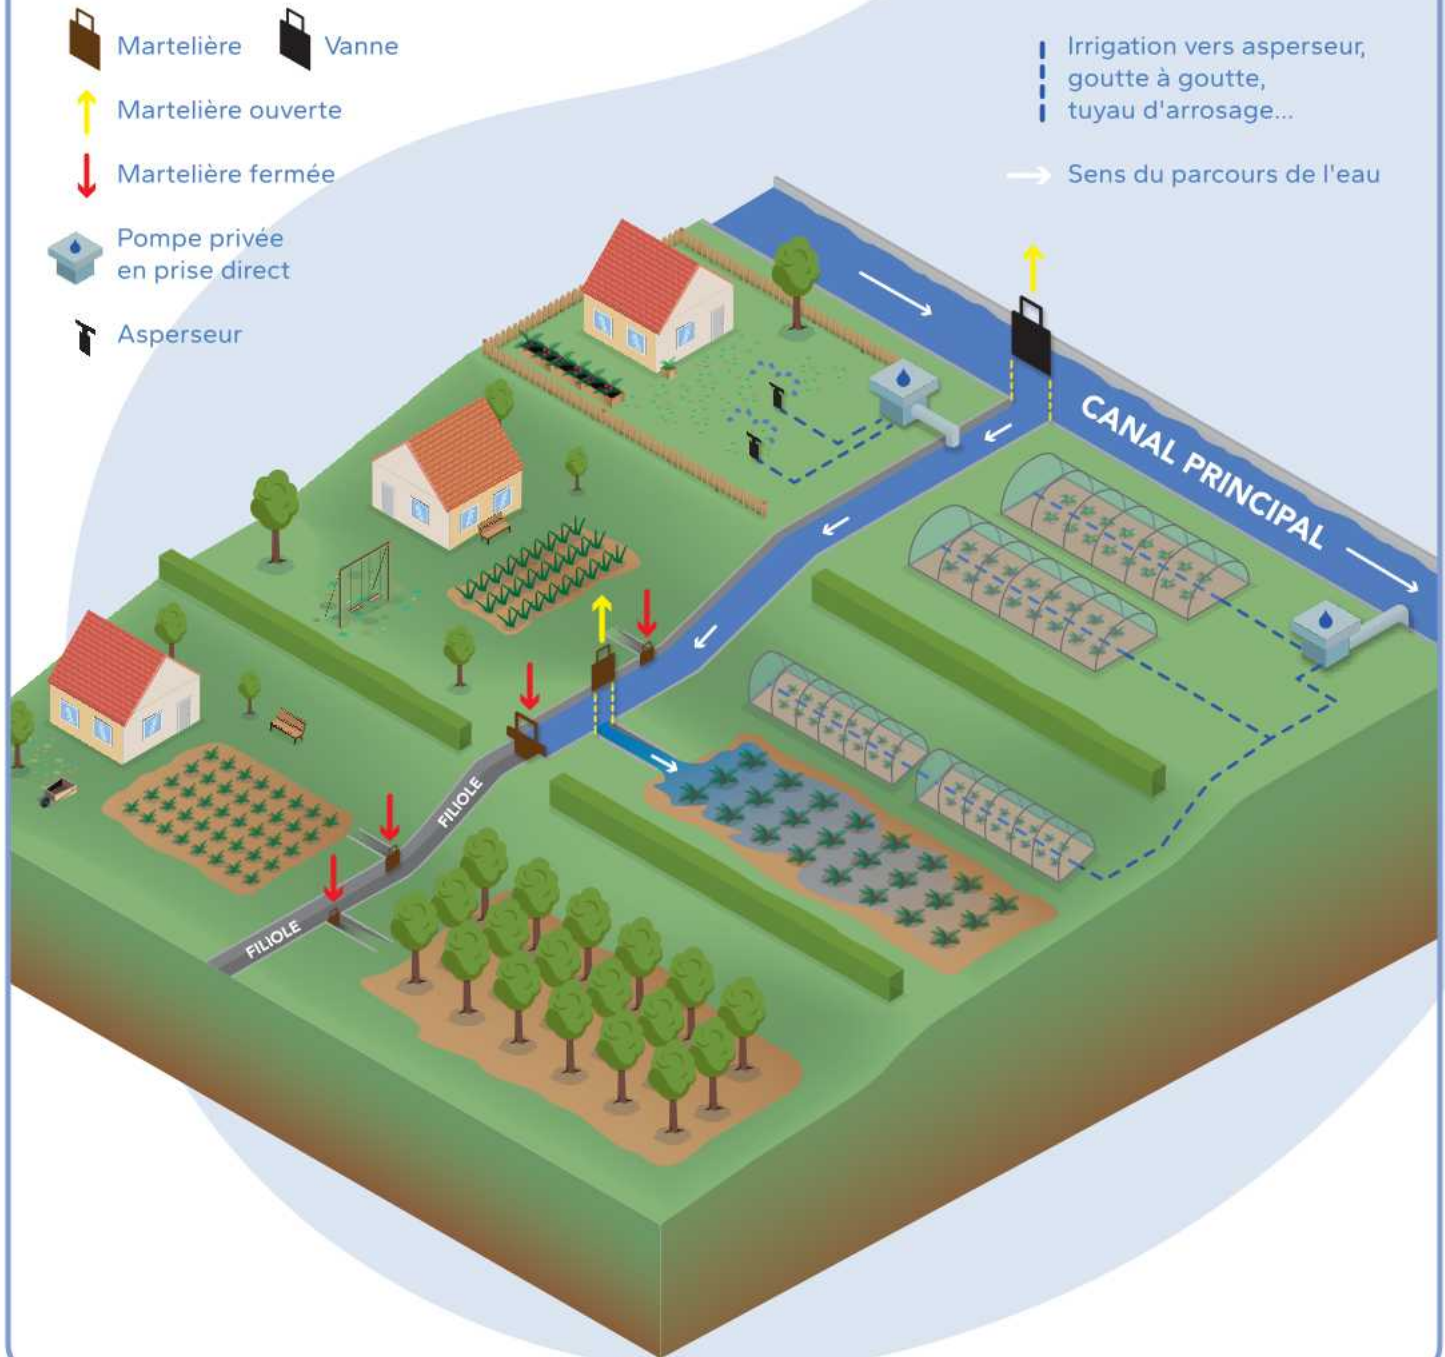 Martelière
Vanne
Martelière ouverte
Martelière fermée
Pompe privée
en prise direct
Asperseur
Irrigation vers asperseur,
goutte à goutte,
tuyau d'arrosage...
Sens du parcours de l'eau
CANAL PRINCIPAL
FILIOLE
FILIOLE